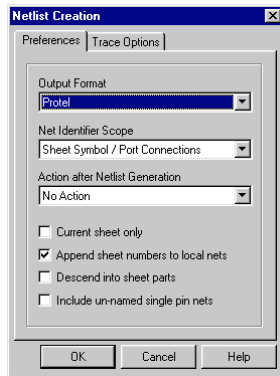 Netlist Creation
Preferences Trace Options
Output Format
Protel
Net Identifier Scope
Sheet Symbol / Port Connections
Action after Netlist Generation
No Action
Current sheet only
Append sheet numbers to local nets
Descend into sheet parts
Include un-named single pin nets
OK Cancel Help